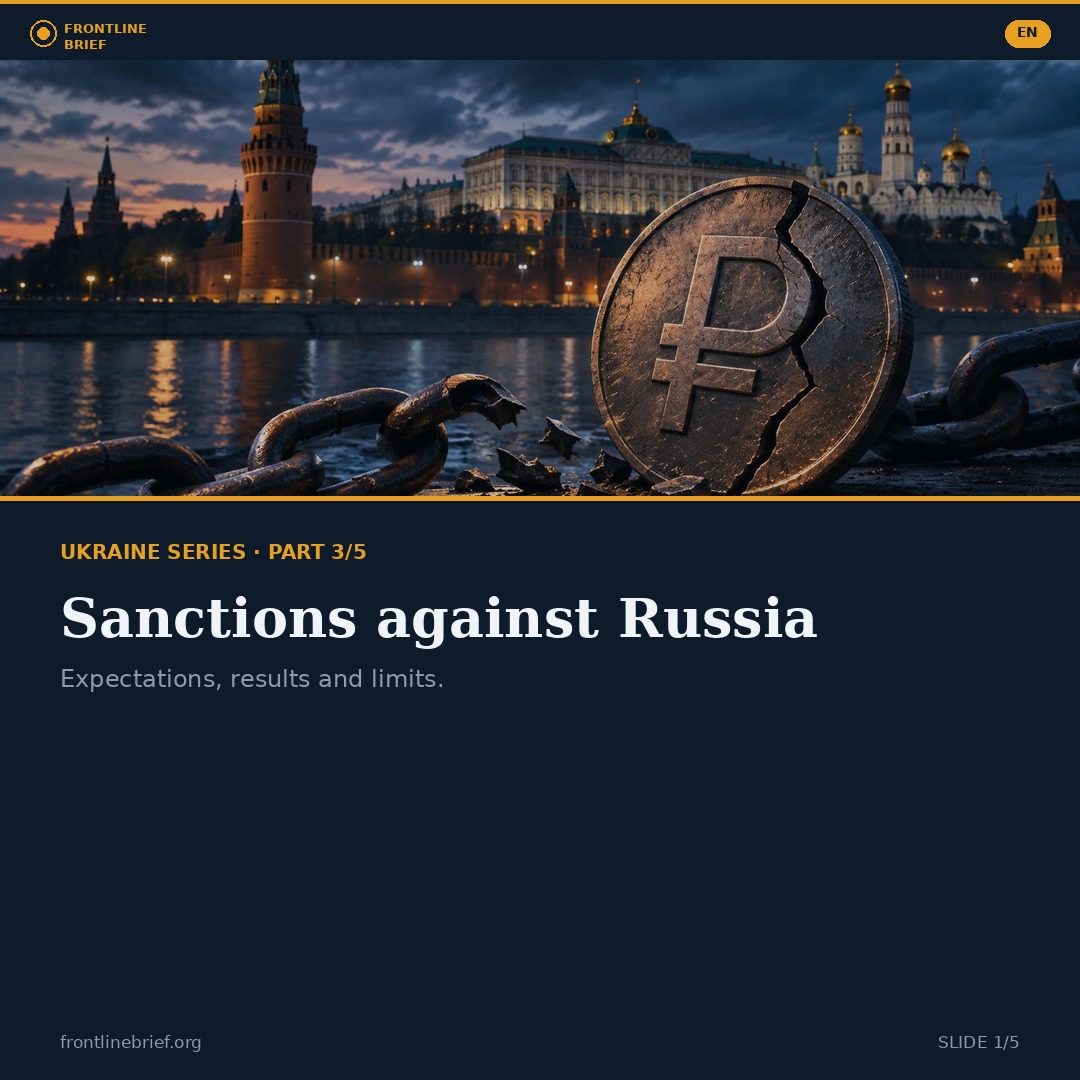 FRONTLINE
BRIEF
EN
UKRAINE SERIES · PART 3/5
Sanctions against Russia
Expectations, results and limits.
frontlinebrief.org
SLIDE 1/5